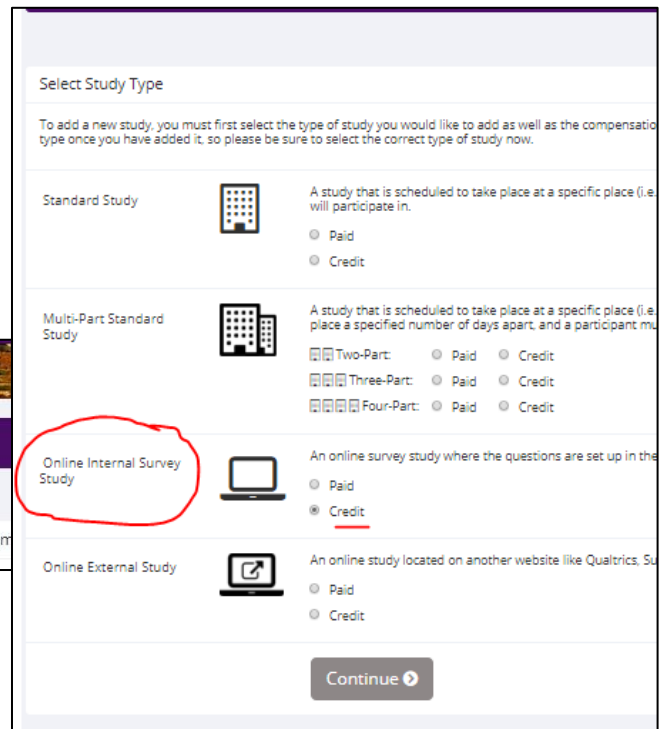 Select Study Type
To add a new study, you must first select the type of study you would like to add as well as the compensatio
type once you have added it, so please be sure to select the correct type of study now.
Standard Study
A study that is scheduled to take place at a specific place (i.e.
will participate in.
Paid
Credit
Multi-Part Standard
Study
A study that is scheduled to take place at a specific place (i.e.
place a specified number of days apart, and a participant mu
Two-Part: Paid Credit
Three-Part: Paid Credit
Four-Part: Paid Credit
Online Internal Survey
Study
An online survey study where the questions are set up in the
Paid
Credit
m
Online External Study
An online study located on another website like Qualtrics, Su
Paid
Credit
Continue